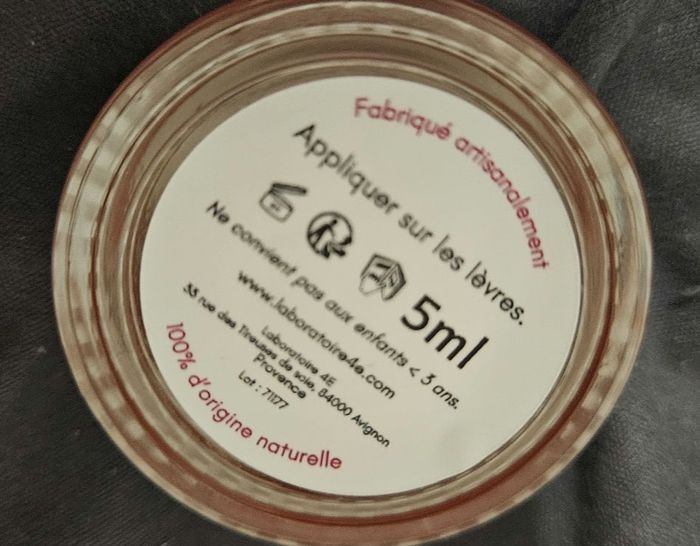 Fabriqué artisanalement
Appliquer sur les lèvres.
5ml
Ne convient pas aux enfants < 3 ans.
www.laboratoire4e.com
Laboratoire 4E
33 rue des Tireuses de soie, 84000 Avignon
Provence
Lot : 71177
100% d'origine naturelle